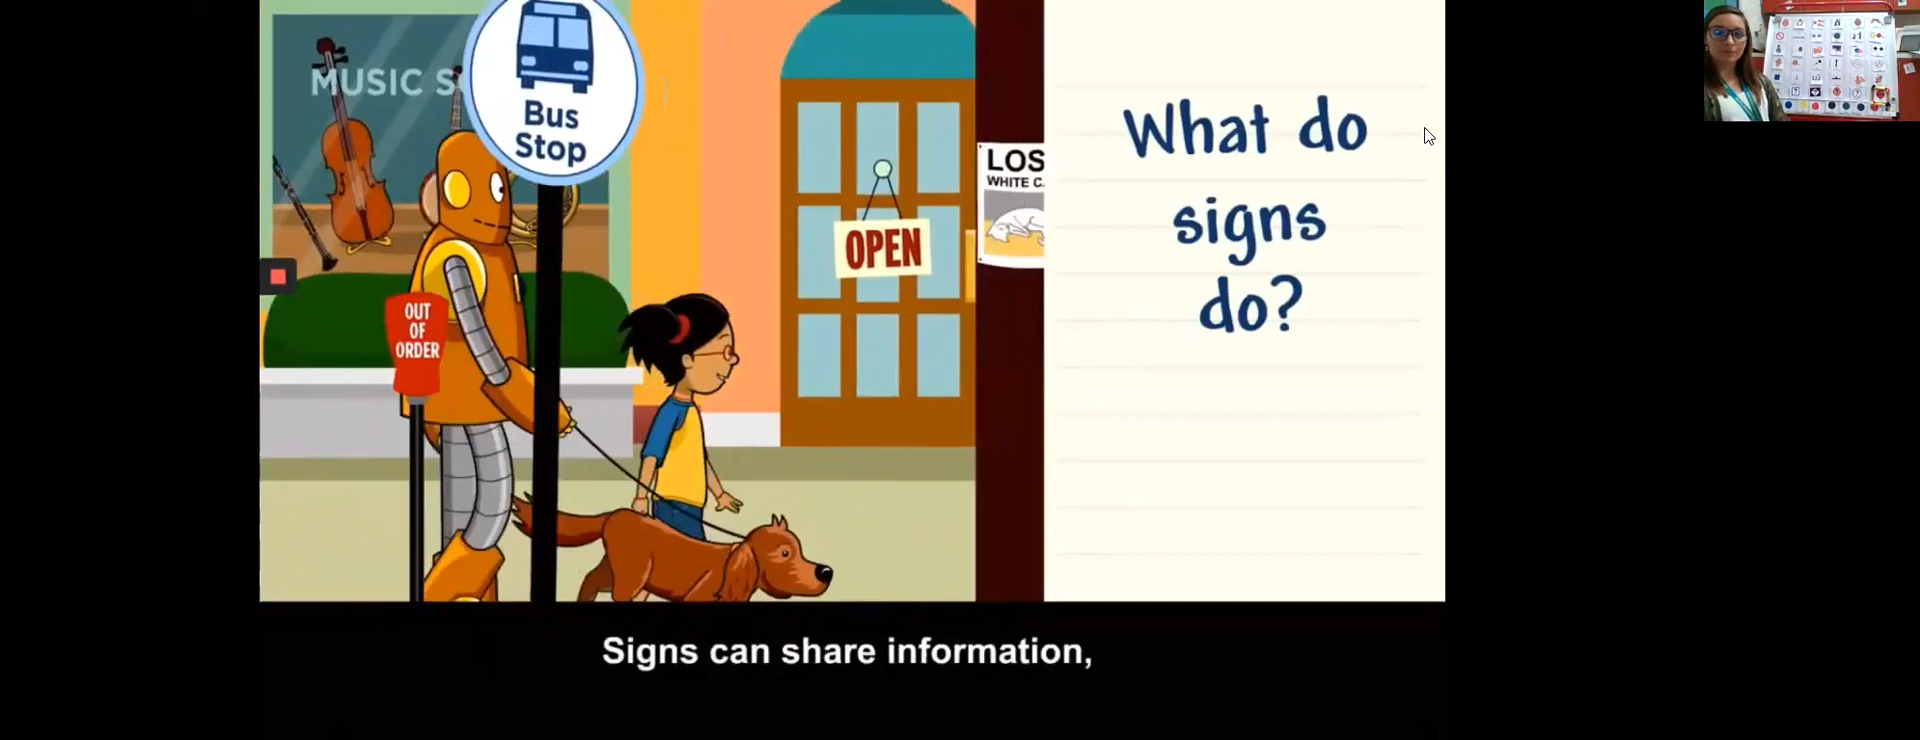 MUSIC S
Bus
Stop
OUT
OF
ORDER
OPEN
LOS
WHITE C
What do
signs
do?
Signs can share information,